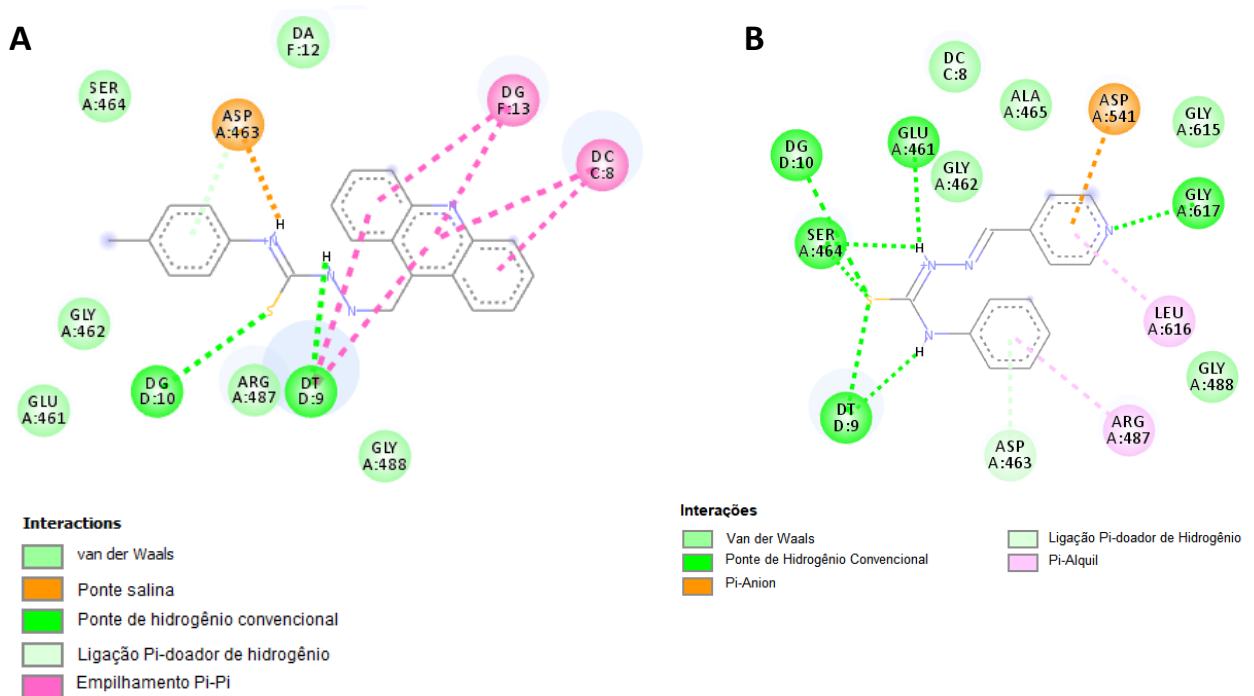 A
DA
F:12
SER
A:464
ASP
A:463
DG
F:13
DC
C:8
N
H
N
+
H
N
N
S
GLY
A:462
DG
D:10
ARG
A:487
DT
D:9
GLU
A:461
GLY
A:488
Interactions
van der Waals
Ponte salina
Ponte de hidrogênio convencional
Ligação Pi-doador de hidrogênio
Empilhamento Pi-Pi
B
DC
C:8
ALA
A:465
ASP
A:541
GLY
A:615
DG
D:10
GLU
A:461
GLY
A:462
GLY
A:617
SER
A:464
H
N
+
N
N
S
N
H
LEU
A:616
GLY
A:488
DT
D:9
ASP
A:463
ARG
A:487
Interações
Van der Waals
Ponte de Hidrogênio Convencional
Pi-Anion
Ligação Pi-doador de Hidrogênio
Pi-Alquil